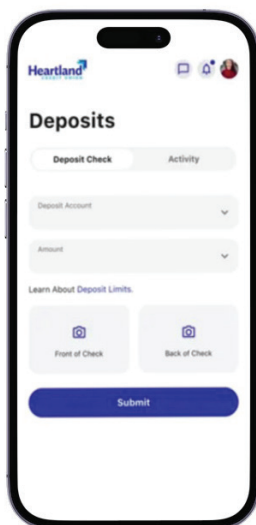 Heartland
CREDIT UNION
Deposits
Deposit Check
Activity
Deposit Account
Amount
Learn About Deposit Limits.
Front of Check
Back of Check
Submit